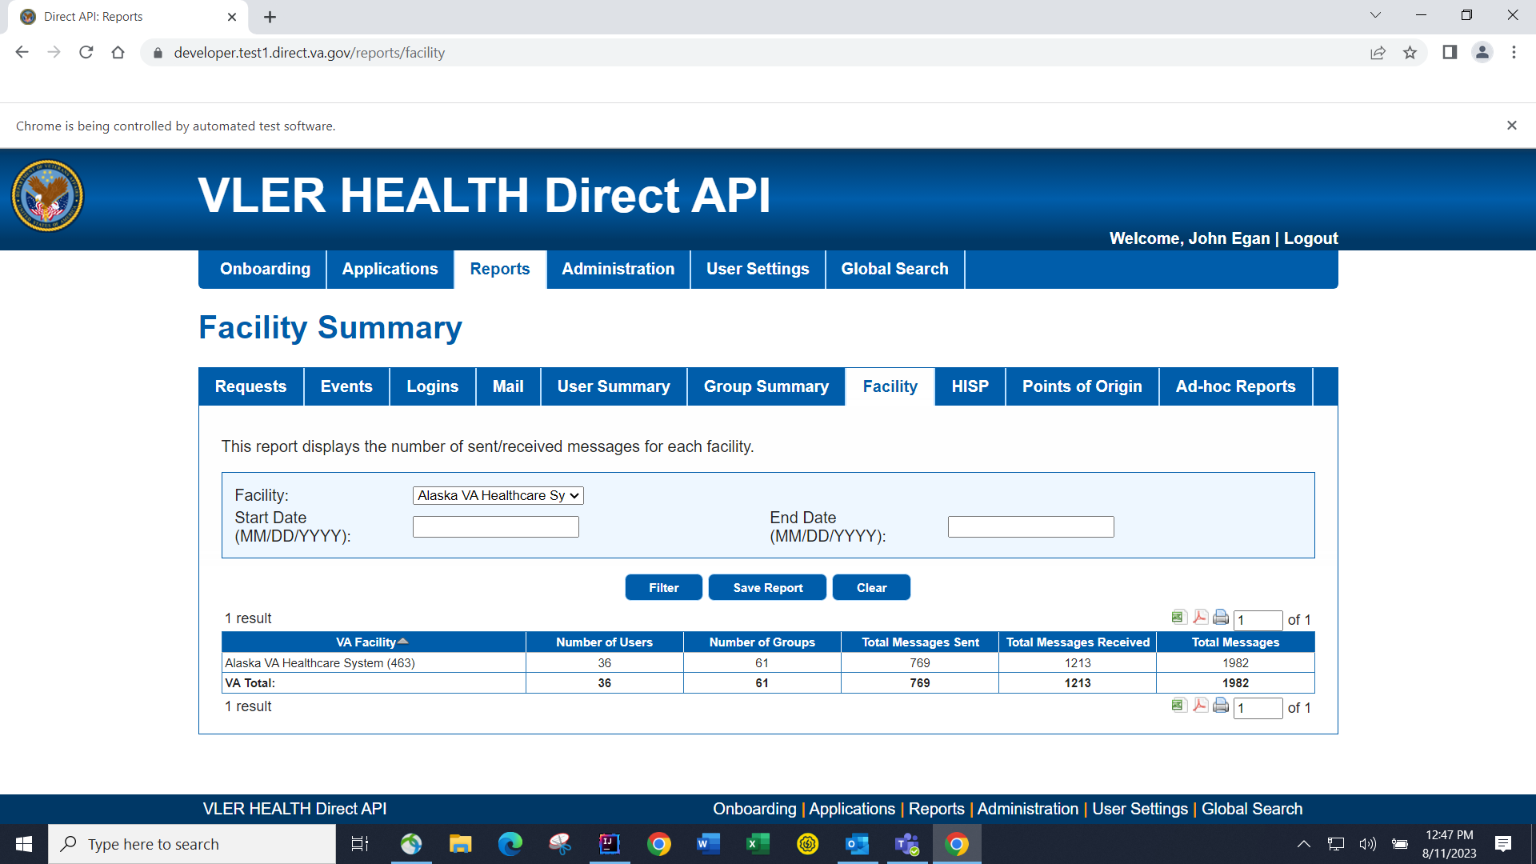 Direct API: Reports
developer.test1.direct.va.gov/reports/facility
Chrome is being controlled by automated test software.
VLER HEALTH Direct API
Welcome, John Egan | Logout
Onboarding Applications Reports Administration User Settings Global Search
Facility Summary
Requests Events Logins Mail User Summary Group Summary Facility HISP Points of Origin Ad-hoc Reports
This report displays the number of sent/received messages for each facility.
Facility: Alaska VA Healthcare Sy
Start Date
(MM/DD/YYYY):
End Date
(MM/DD/YYYY):
Filter Save Report Clear
1 result 1 of 1
VA Facility Number of Users Number of Groups Total Messages Sent Total Messages Received Total Messages
Alaska VA Healthcare System (463) 36 61 769 1213 1982
VA Total: 36 61 769 1213 1982
1 result 1 of 1
VLER HEALTH Direct API Onboarding | Applications | Reports | Administration | User Settings | Global Search
Type here to search
12:47 PM
8/11/2023